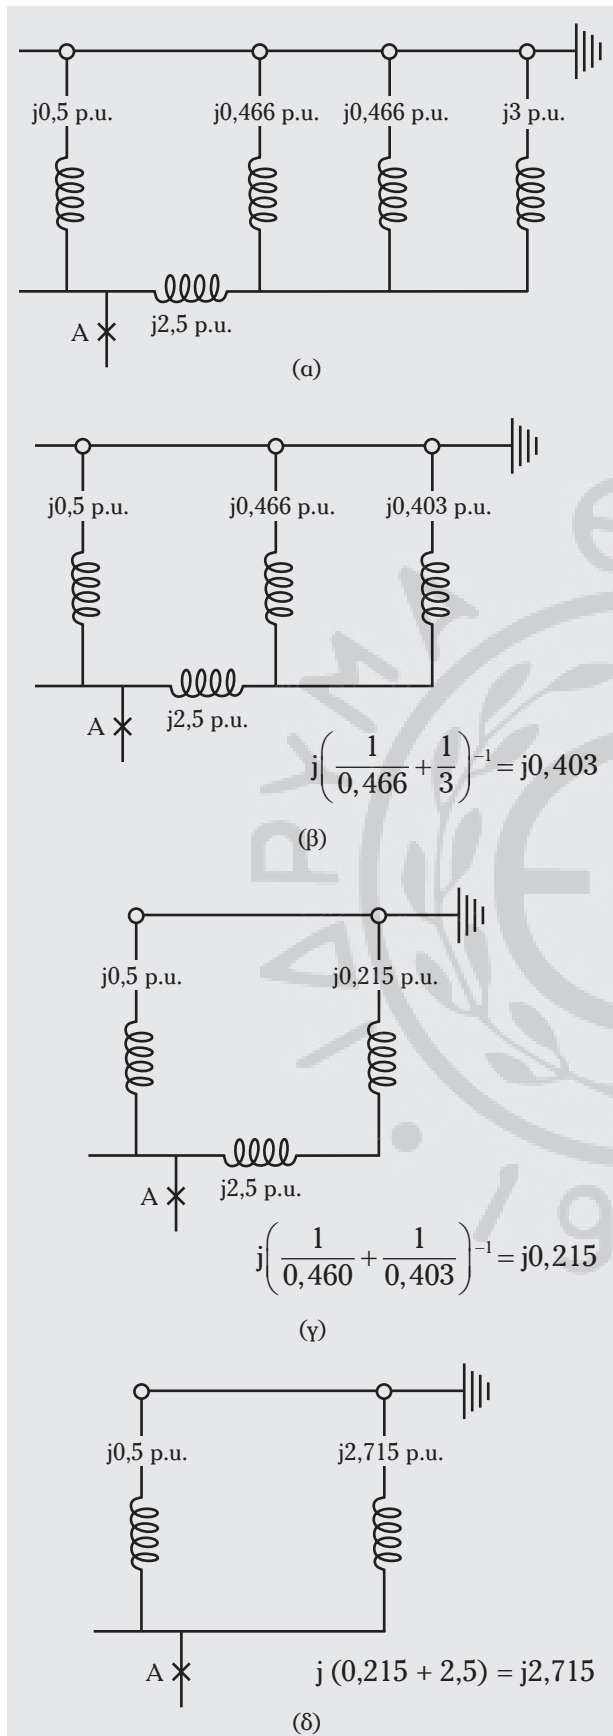 j0,5 p.u. j0,466 p.u. j0,466 p.u. j3 p.u.
A j2,5 p.u.
(α)
j0,5 p.u. j0,466 p.u. j0,403 p.u.
A j2,5 p.u.
j(1/0,466 + 1/3)⁻¹ = j0,403
(β)
j0,5 p.u. j0,215 p.u.
A j2,5 p.u.
j(1/0,460 + 1/0,403)⁻¹ = j0,215
(γ)
j0,5 p.u. j2,715 p.u.
A j (0,215 + 2,5) = j2,715
(δ)